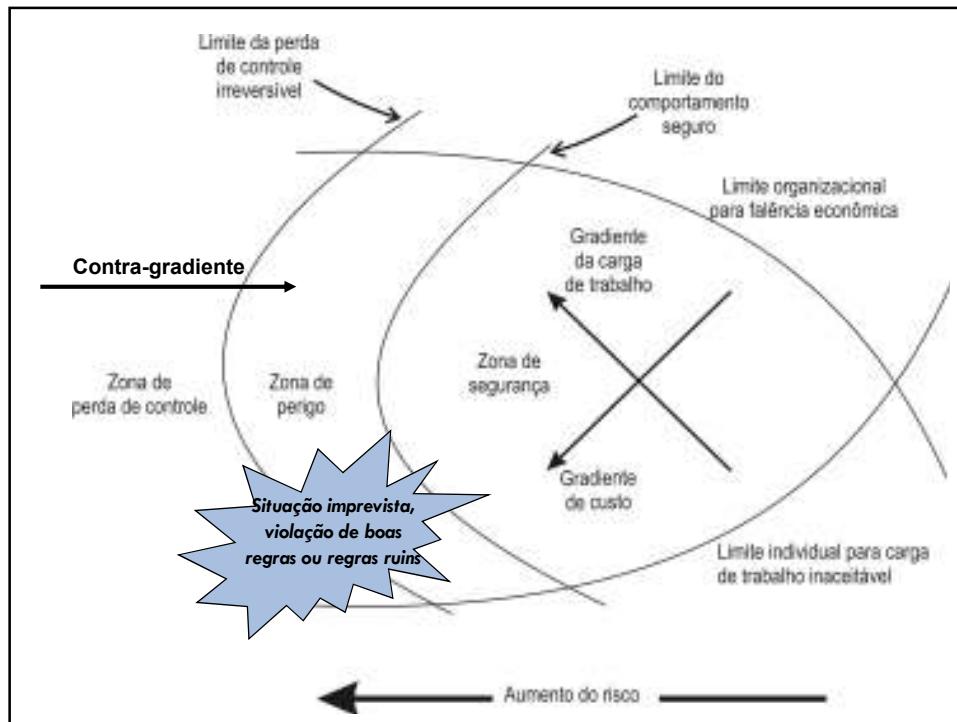 Limite da perda
de controle
irreversível
Limite do
comportamento
seguro
Limite organizacional
para falência econômica
Gradiente
da carga
de trabalho
Contra-gradiente
Zona de
segurança
Zona de
perda de controle
Zona de
perigo
Gradiente
de custo
Situação imprevista,
violação de boas
regras ou regras ruins
Limite individual para carga
de trabalho inaceitável
Aumento do risco